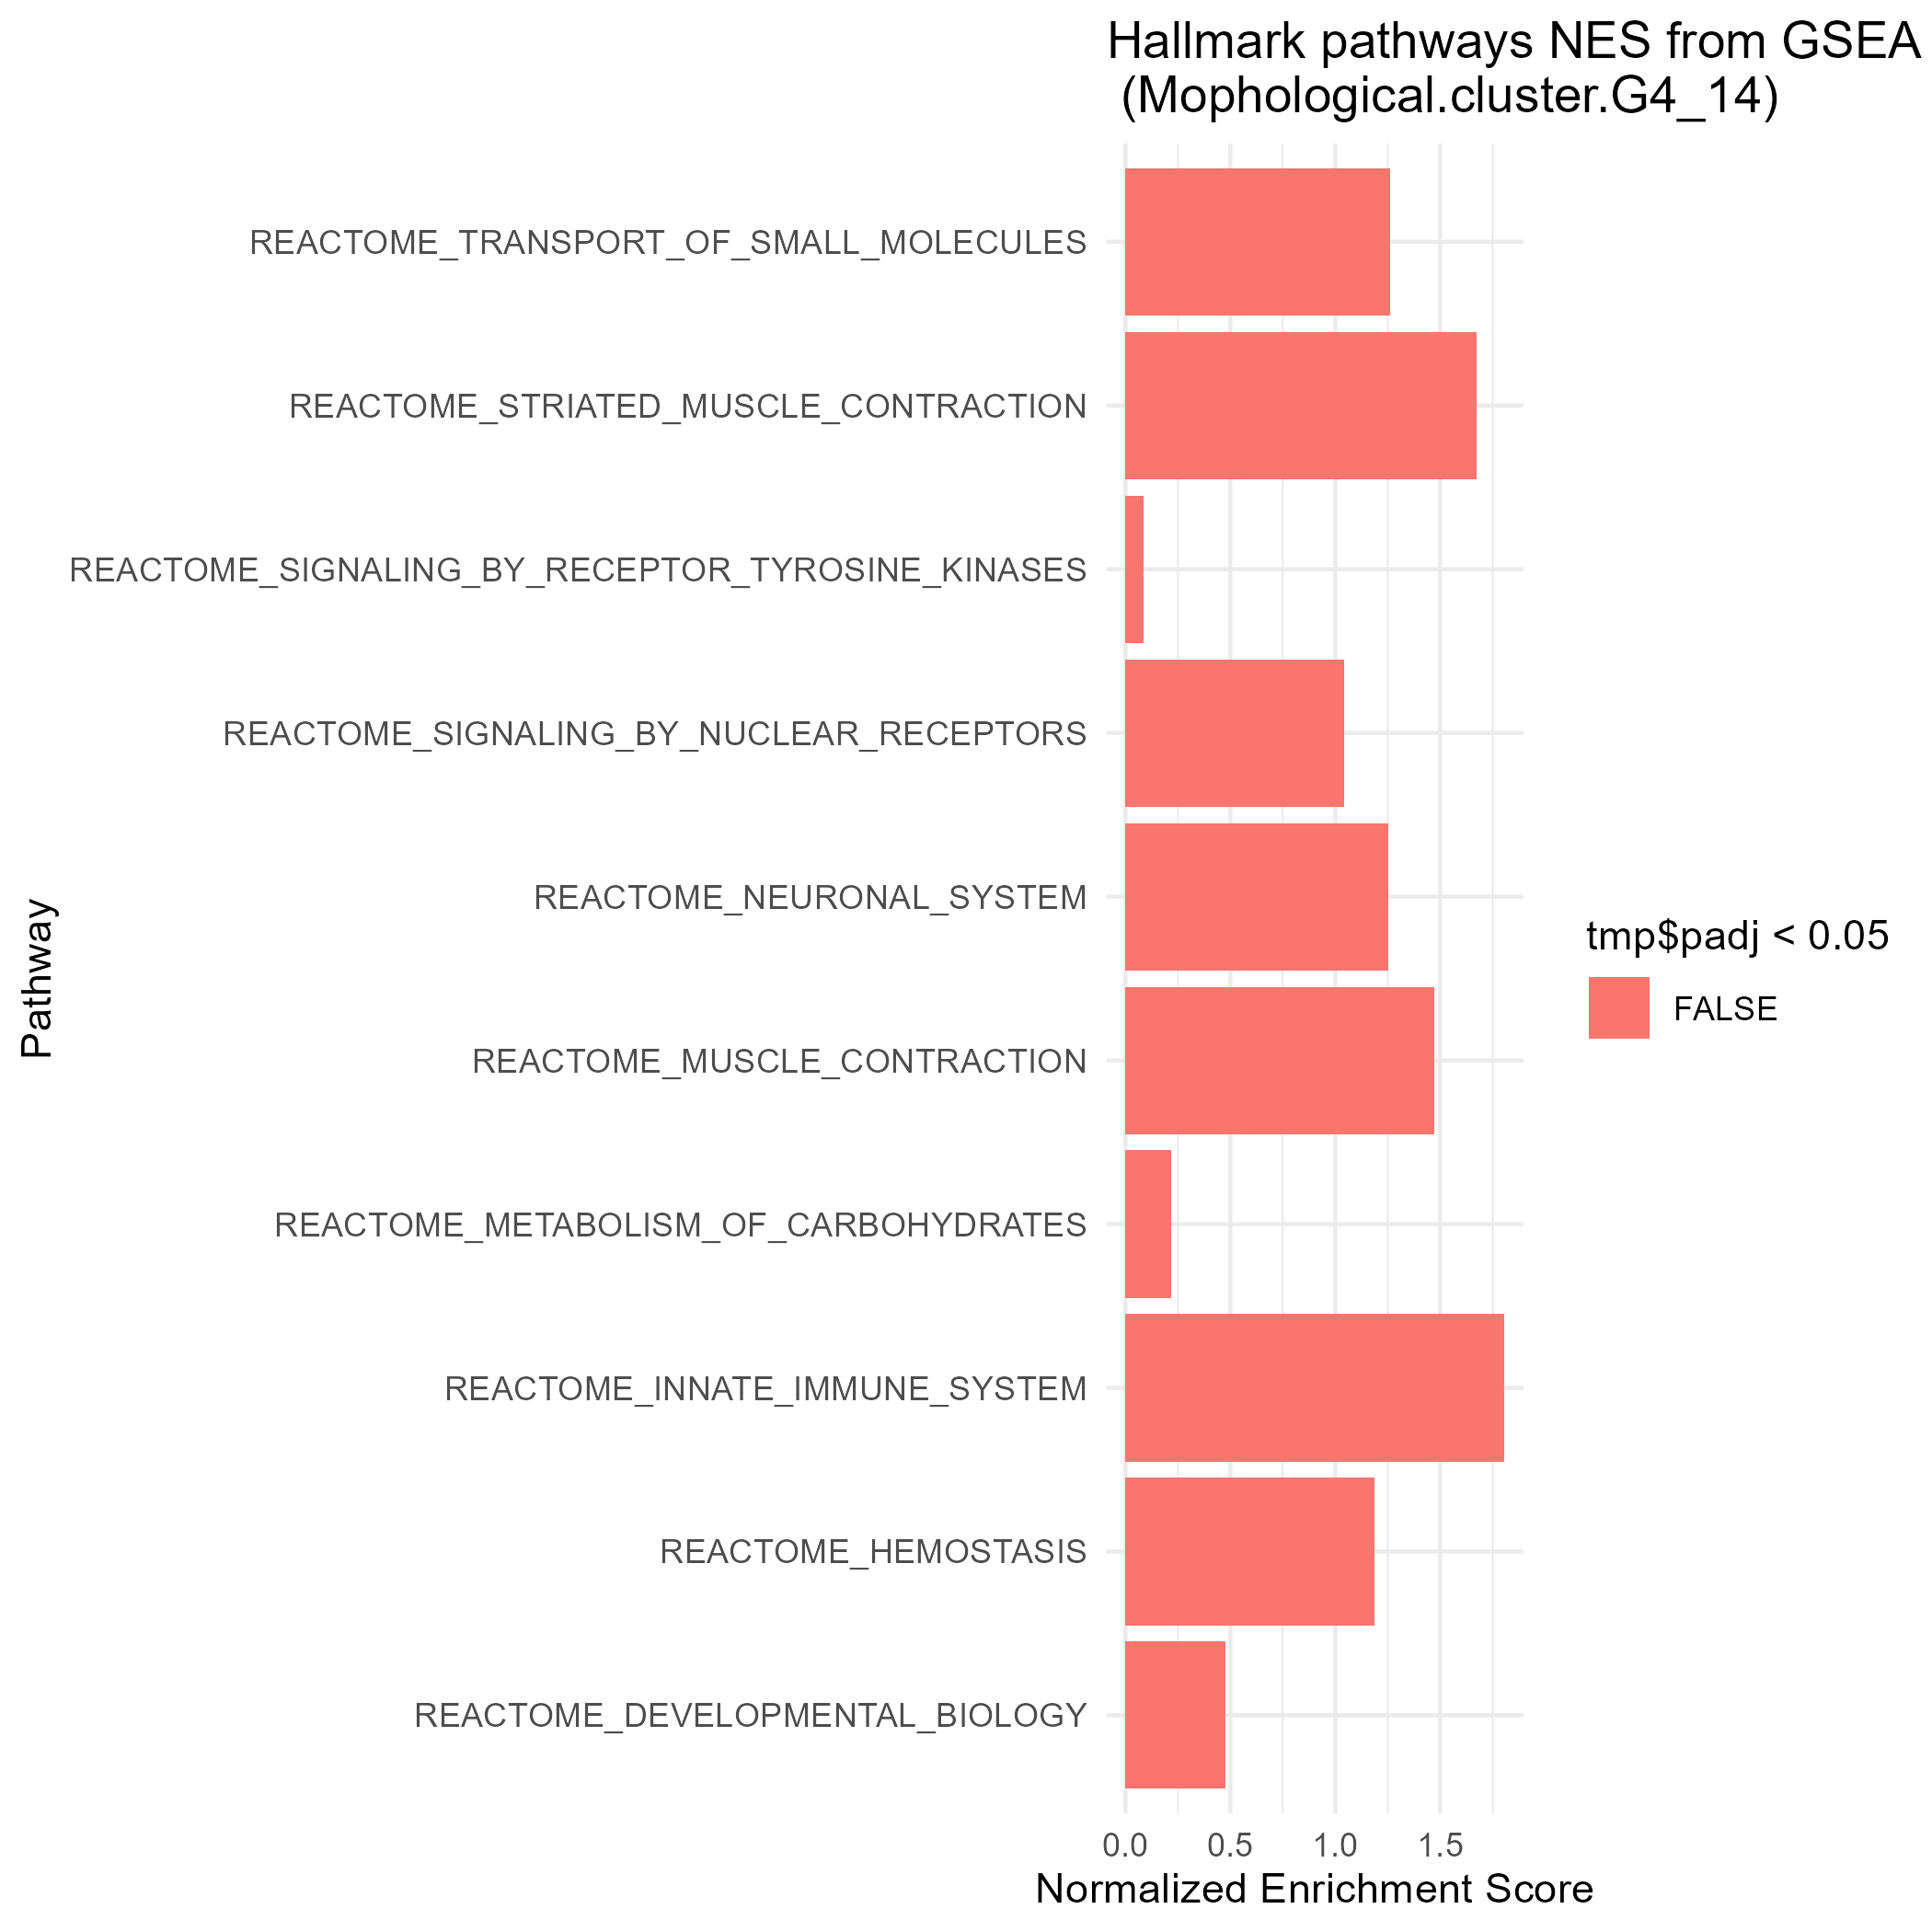 Hallmark pathways NES from GSEA
(Mophological.cluster.G4_14)
Pathway
REACTOME_TRANSPORT_OF_SMALL_MOLECULES
REACTOME_STRIATED_MUSCLE_CONTRACTION
REACTOME_SIGNALING_BY_RECEPTOR_TYROSINE_KINASES
REACTOME_SIGNALING_BY_NUCLEAR_RECEPTORS
REACTOME_NEURONAL_SYSTEM
REACTOME_MUSCLE_CONTRACTION
REACTOME_METABOLISM_OF_CARBOHYDRATES
REACTOME_INNATE_IMMUNE_SYSTEM
REACTOME_HEMOSTASIS
REACTOME_DEVELOPMENTAL_BIOLOGY
0.0 0.5 1.0 1.5
Normalized Enrichment Score
tmp$padj < 0.05
FALSE